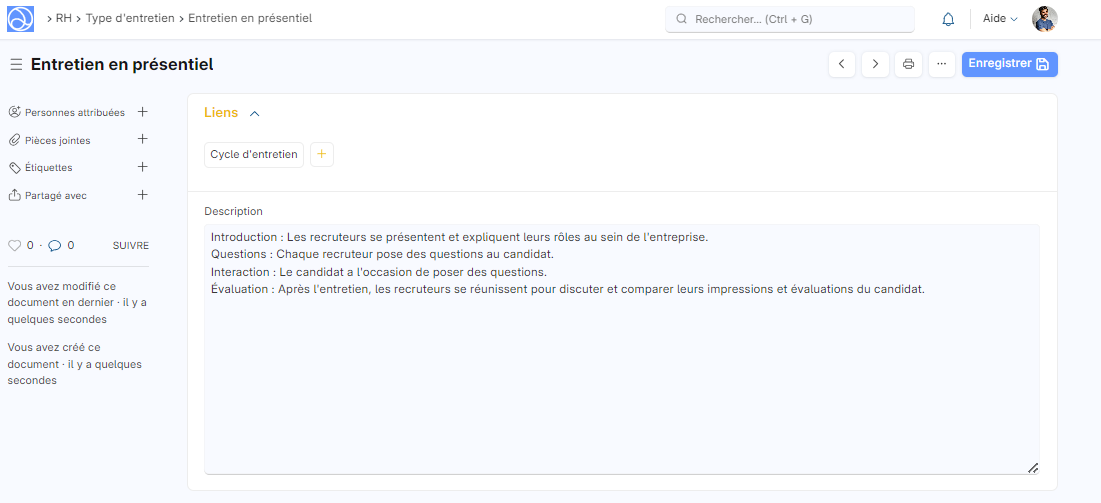 RH > Type d'entretien > Entretien en présentiel
Rechercher... (Ctrl + G)
Aide
Entretien en présentiel
Enregistrer
Personnes attribuées
Pièces jointes
Étiquettes
Partagé avec
0 · 0 SUIVRE
Vous avez modifié ce
document en dernier · il y a
quelques secondes
Vous avez créé ce
document · il y a quelques
secondes
Liens
Cycle d'entretien
Description
Introduction : Les recruteurs se présentent et expliquent leurs rôles au sein de l'entreprise.
Questions : Chaque recruteur pose des questions au candidat.
Interaction : Le candidat a l'occasion de poser des questions.
Évaluation : Après l'entretien, les recruteurs se réunissent pour discuter et comparer leurs impressions et évaluations du candidat.